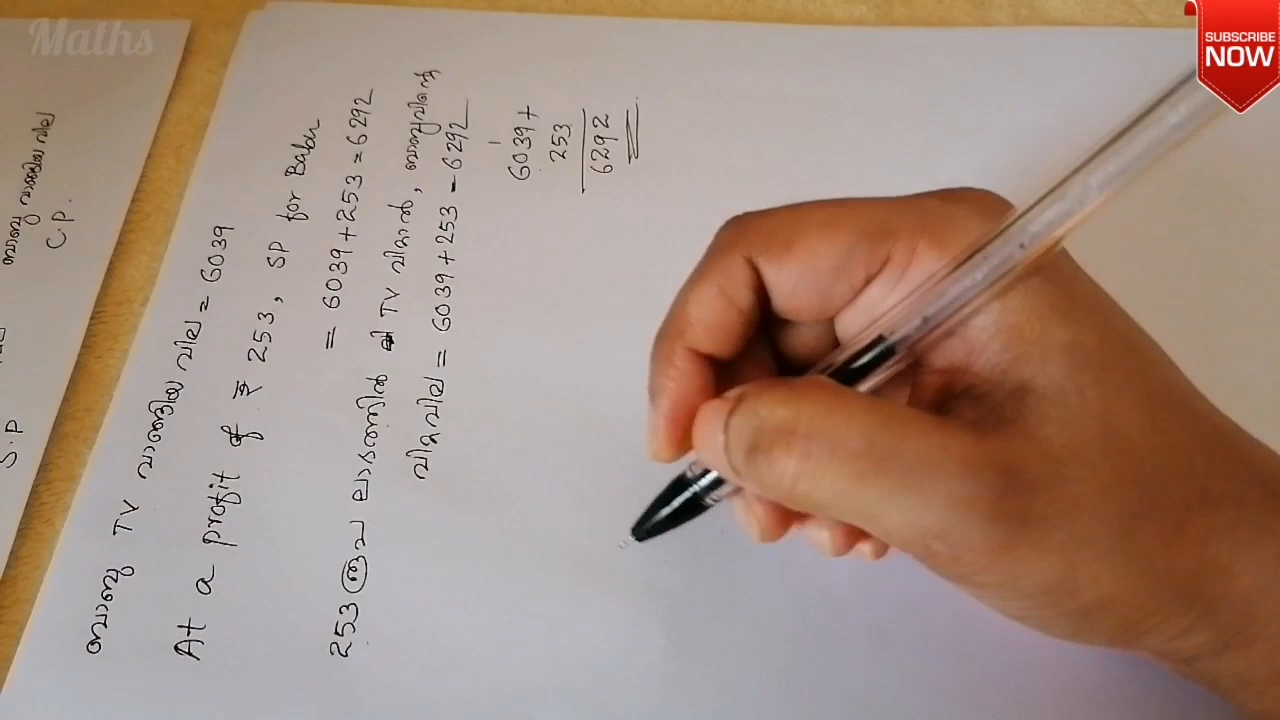 Maths
SUBSCRIBE
NOW
S.P
ബാബു വാങ്ങിയ വില
C.P.
ബാബു TV വാങ്ങിയ വില = 6039
At a profit of ₹ 253, SP for Babu
= 6039 + 253 = 6292
253 രൂപ ലാഭത്തിൽ TV വിറ്റാൽ, ബാബുവിന്റെ
വിറ്റവില = 6039 + 253 = 6292
1
6039 +
253
6292